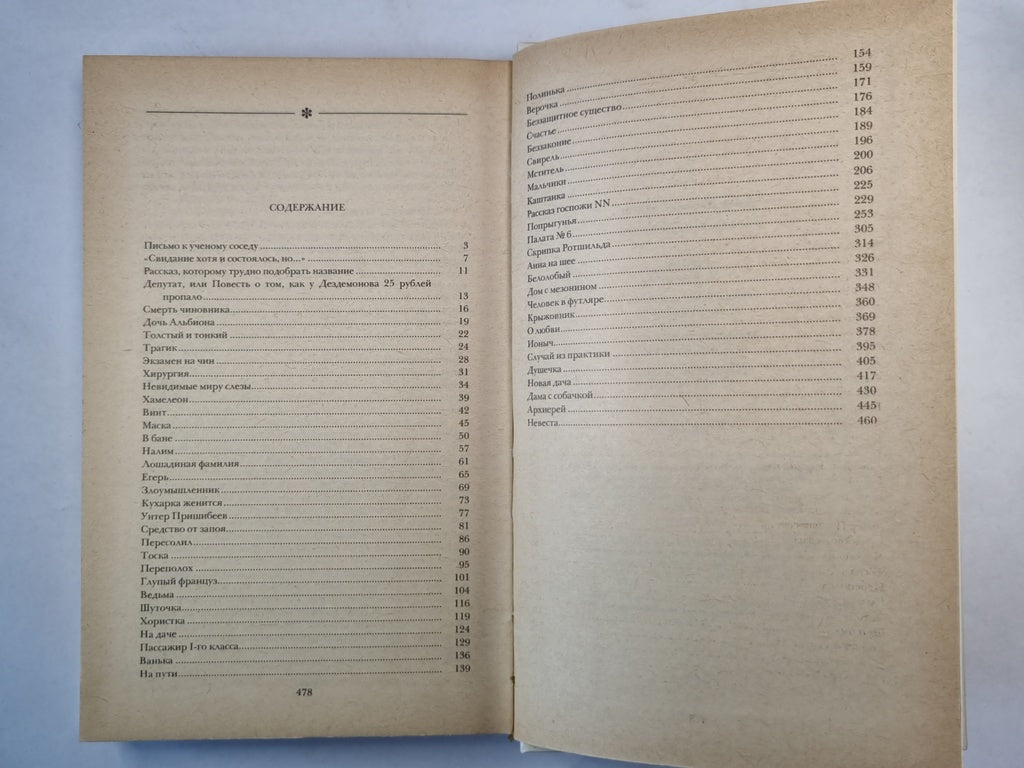 СОДЕРЖАНИЕ
Письмо к ученому соседу 3
«Свидание хотя и состоялось, но...» 7
Рассказ, которому трудно подобрать название 11
Депутат, или Повесть о том, как у Дездемонова 25 рублей
пропало 13
Смерть чиновника 16
Дочь Альбиона 19
Толстый и тонкий 22
Трагик 24
Экзамен на чин 28
Хирургия 31
Невидимые миру слезы 34
Хамелеон 39
Винт 42
Маска 45
В бане 50
Налим 57
Лошадиная фамилия 61
Егерь 65
Злоумышленник 69
Кухарка женится 73
Унтер Пришибеев 77
Средство от запоя 81
Пересолил 86
Тоска 90
Переполох 95
Глупый француз 101
Ведьма 104
Шуточка 116
Хористка 119
На даче 124
Пассажир I-го класса 129
Ванька 136
На пути 139
478
Полинька 154
Верочка 159
Беззащитное существо 171
Счастье 176
Беззаконие 184
Свирель 189
Мститель 196
Мальчики 200
Каштанка 206
Рассказ госпожи NN 225
Попрыгунья 229
Палата № 6 253
Скрипка Ротшильда 305
Анна на шее 314
Белолобый 326
Дом с мезонином 331
Человек в футляре 348
Крыжовник 360
О любви 369
Ионыч 378
Случай из практики 395
Душечка 405
Новая дача 417
Дама с собачкой 430
Архиерей 445
Невеста 460